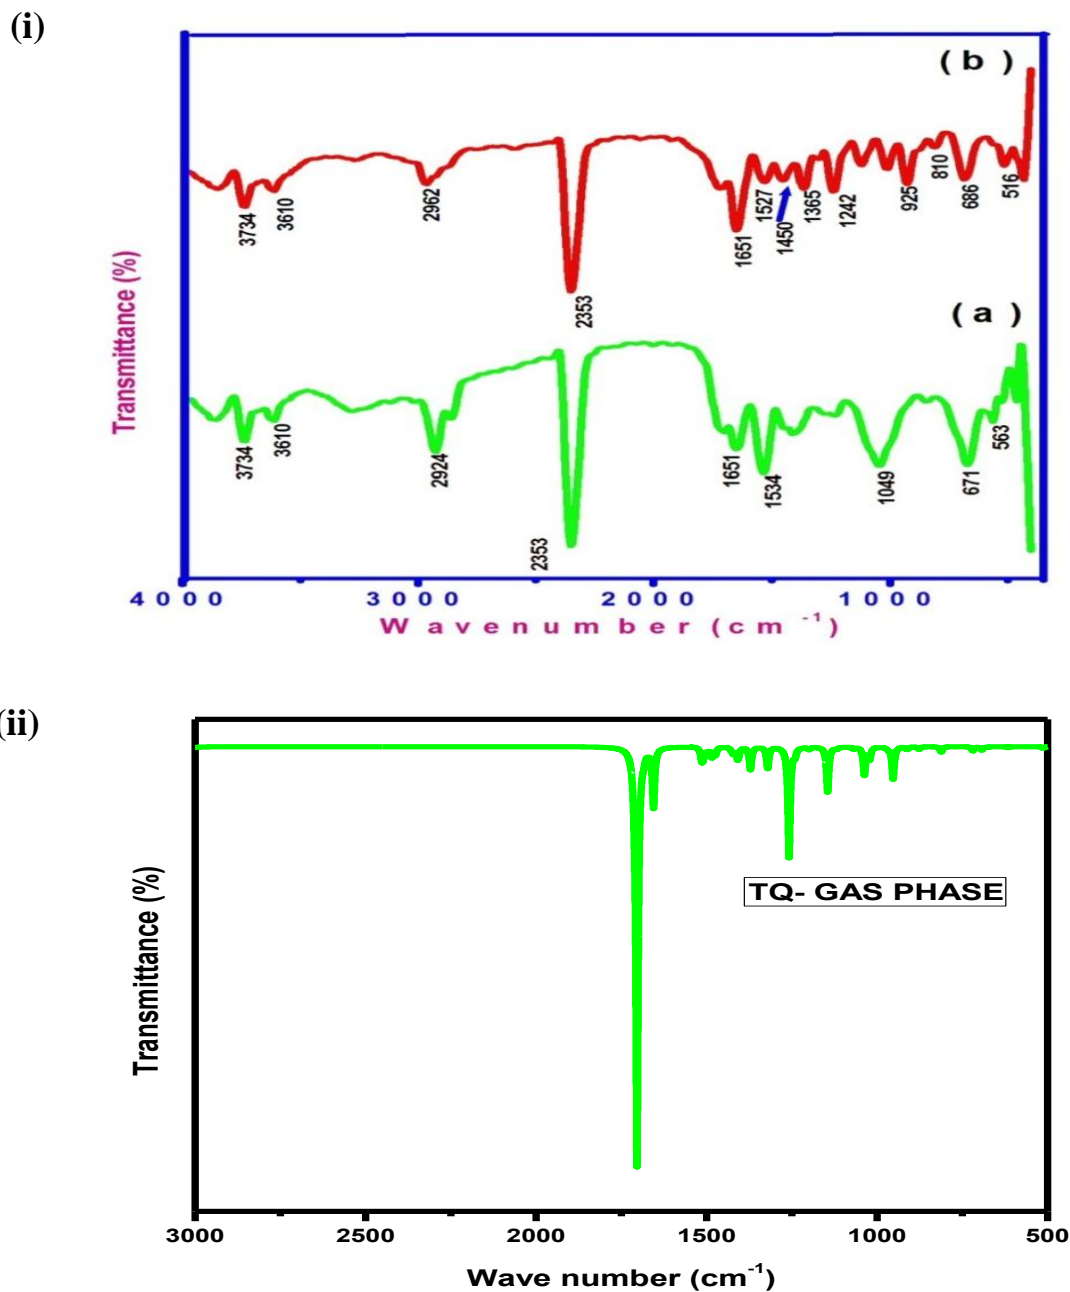 (i)
( b )
3734
3610
2962
2353
1651
1527
1450
1365
1242
925
810
686
516
( a )
3734
3610
2924
2353
1651
1534
1049
671
563
Transmittance (%)
4000 3000 2000 1000
Wavenumber (cm -1)
(ii)
TQ- GAS PHASE
Transmittance (%)
3000 2500 2000 1500 1000 500
Wave number (cm-1)